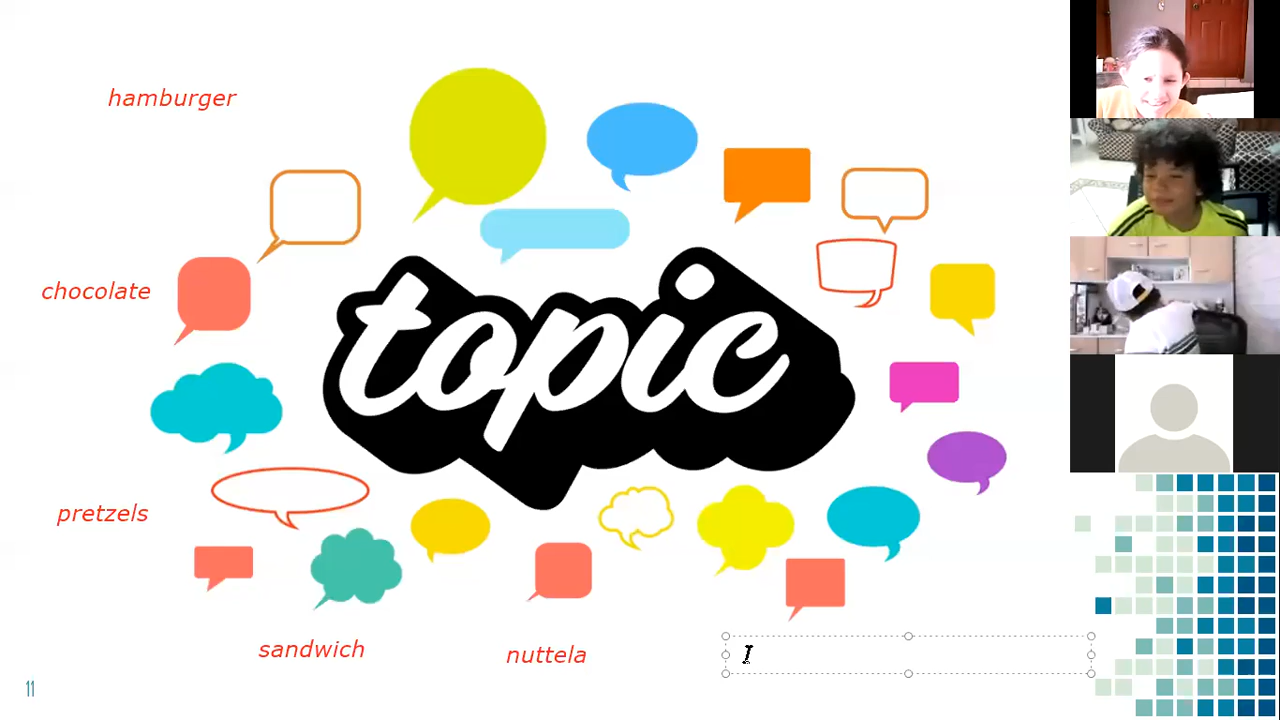 hamburger
chocolate
topic
pretzels
sandwich
nuttela
11